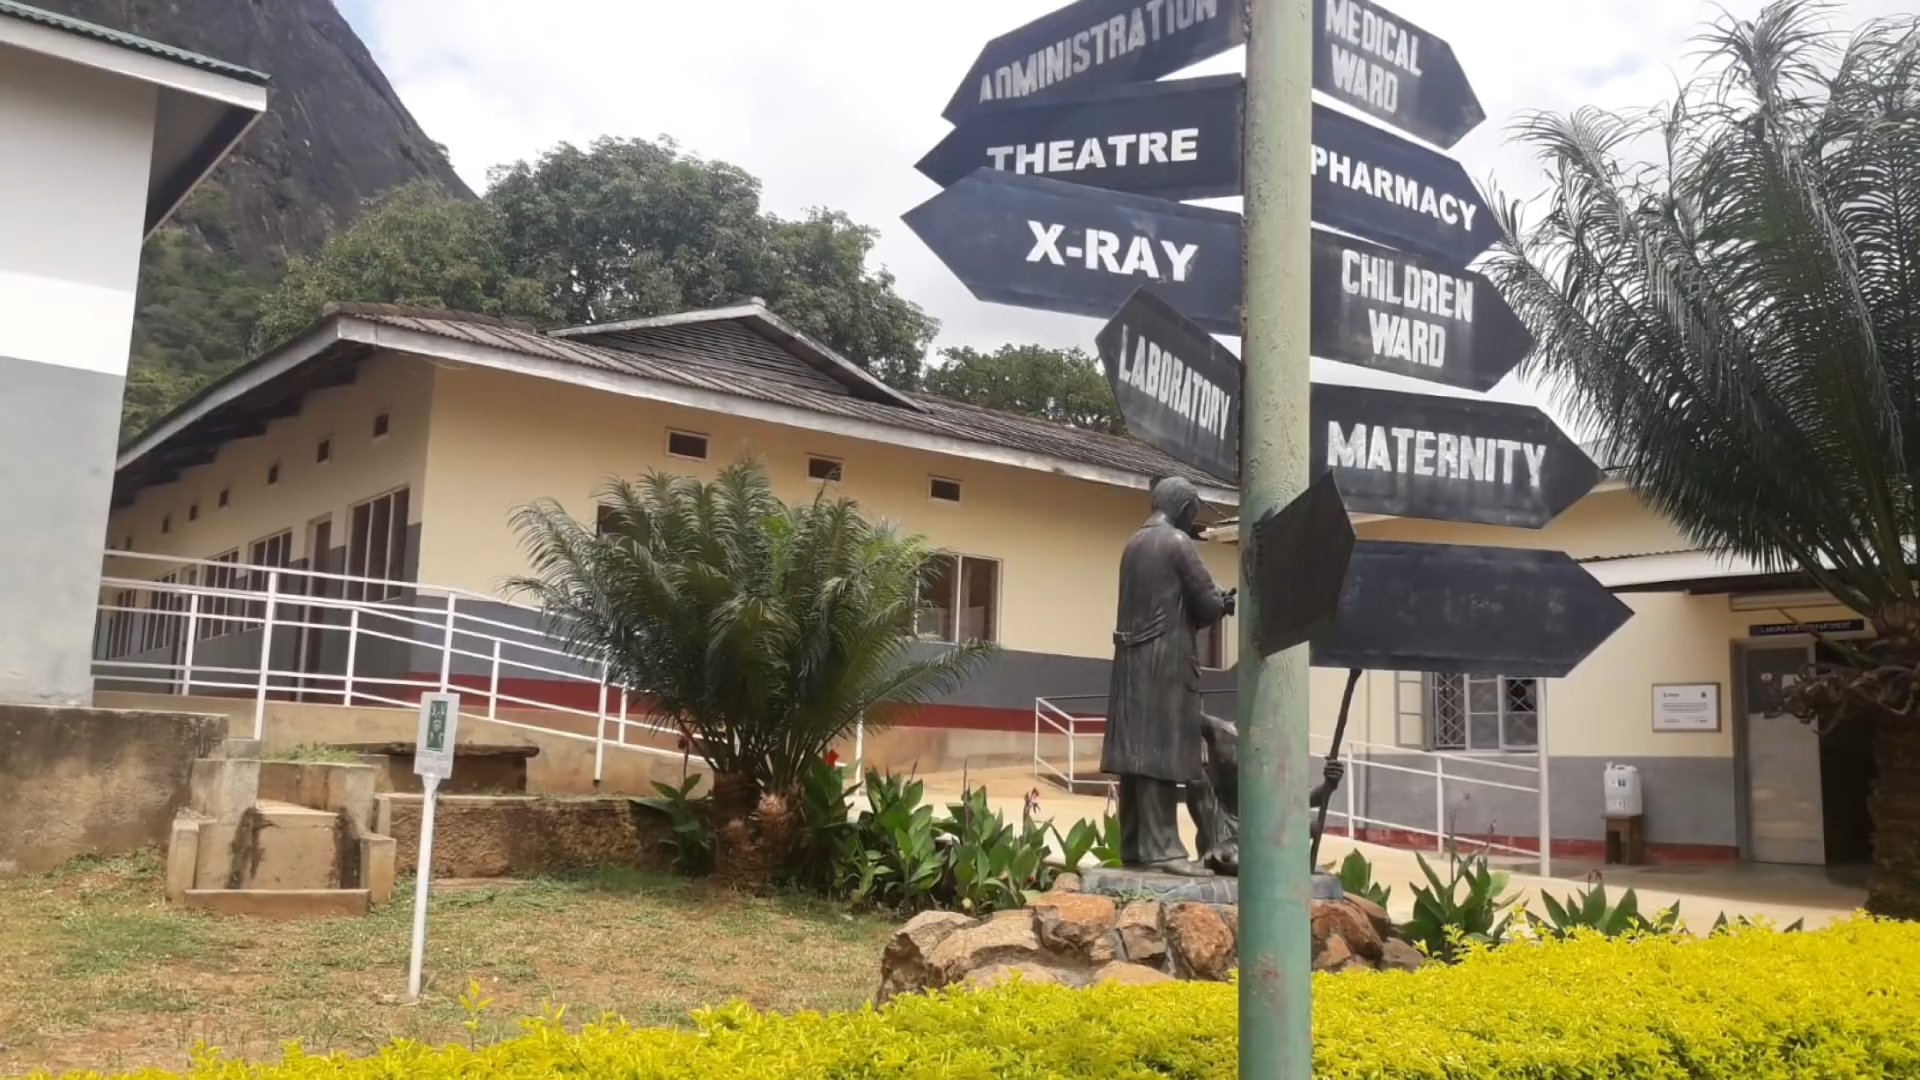 ADMINISTRATION
MEDICAL
WARD
THEATRE
PHARMACY
X-RAY
CHILDREN
WARD
LABORATORY
MATERNITY